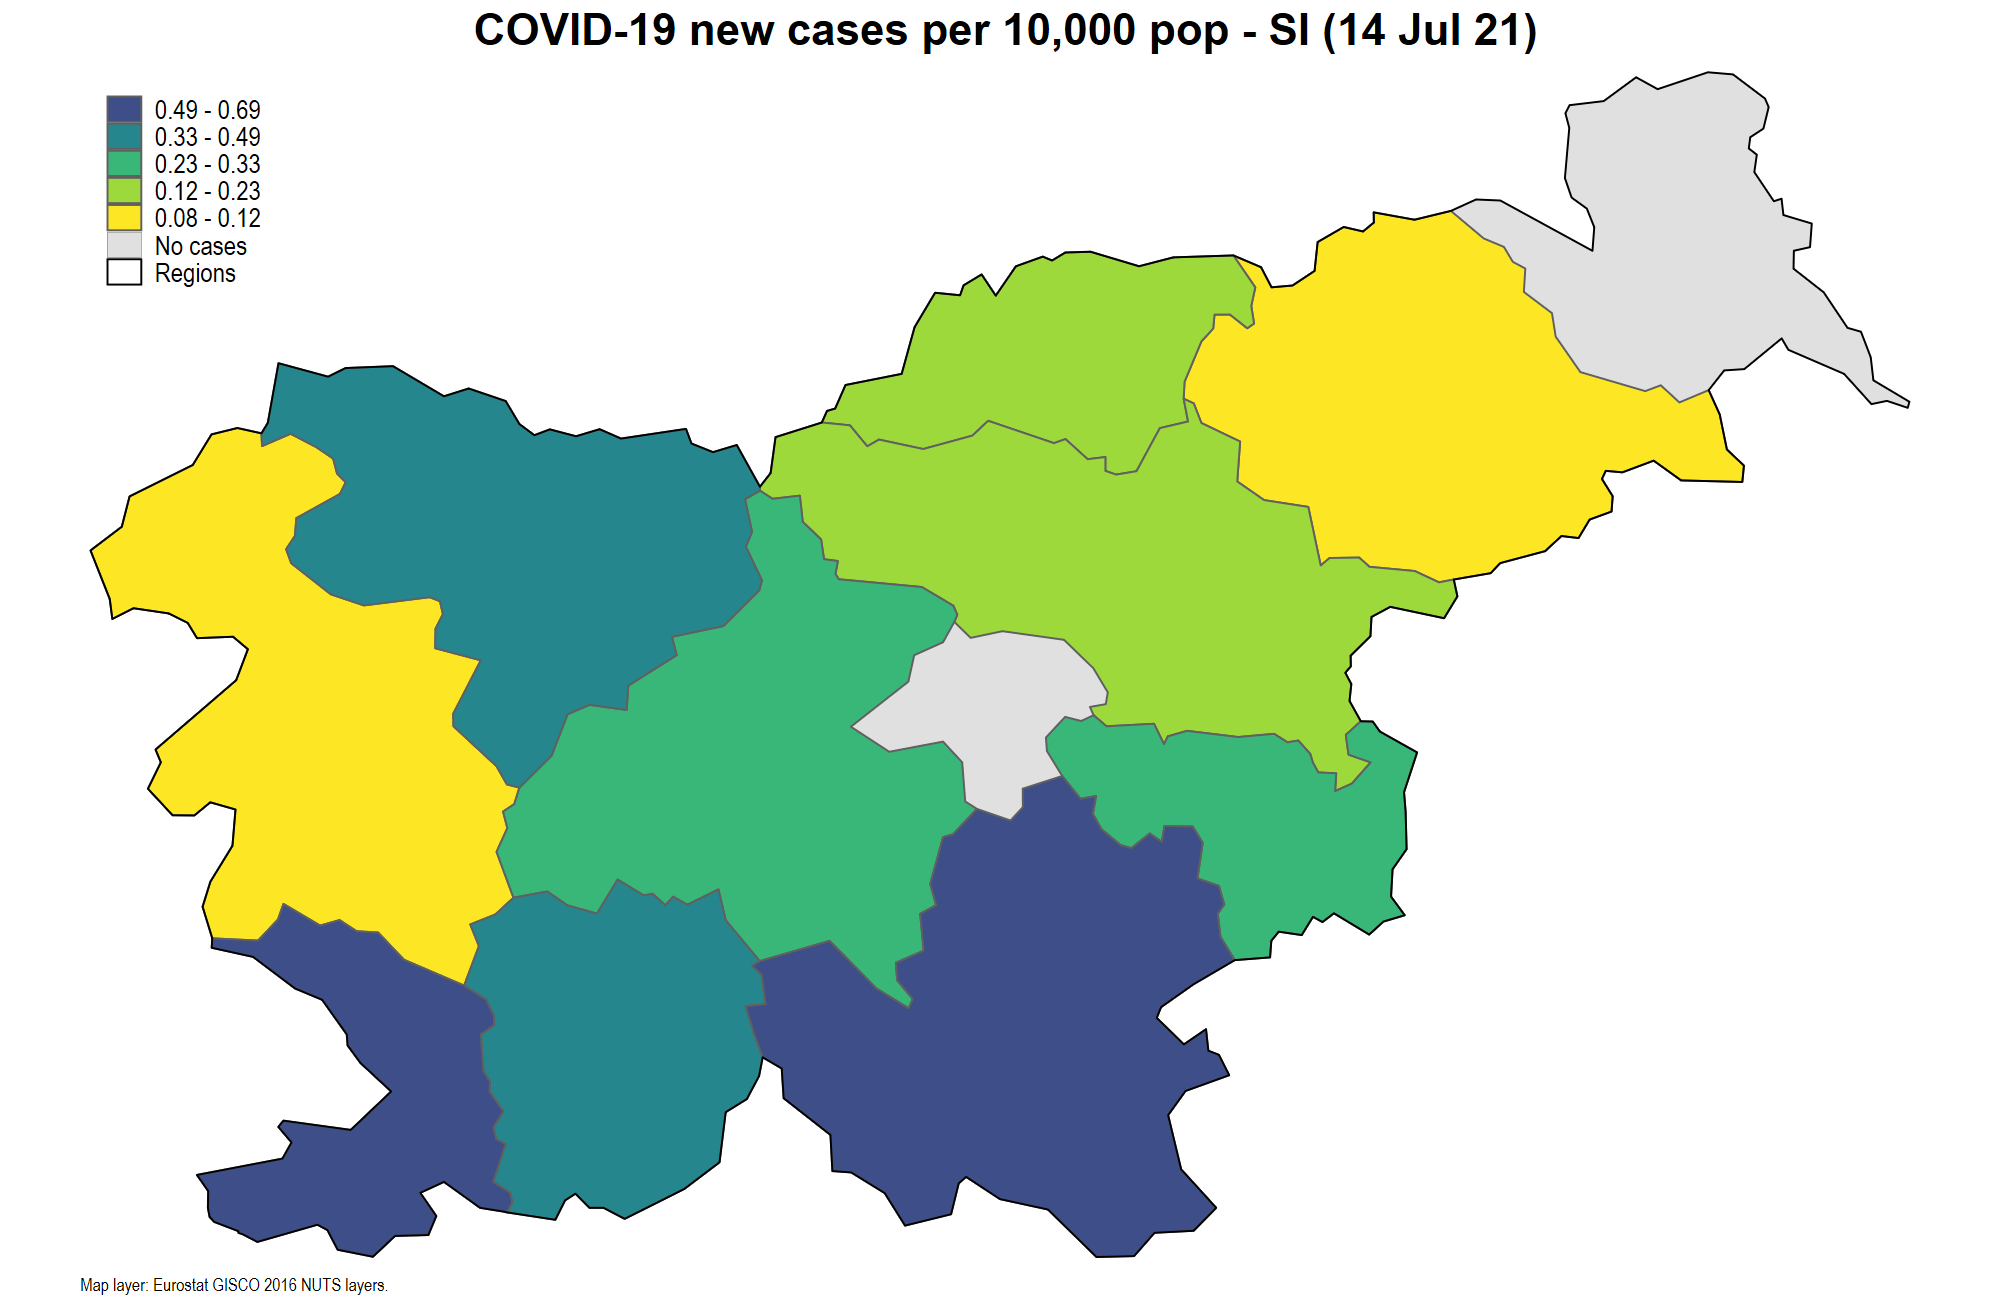 COVID-19 new cases per 10,000 pop - SI (14 Jul 21)
0.49 - 0.69
0.33 - 0.49
0.23 - 0.33
0.12 - 0.23
0.08 - 0.12
No cases
Regions
Map layer: Eurostat GISCO 2016 NUTS layers.